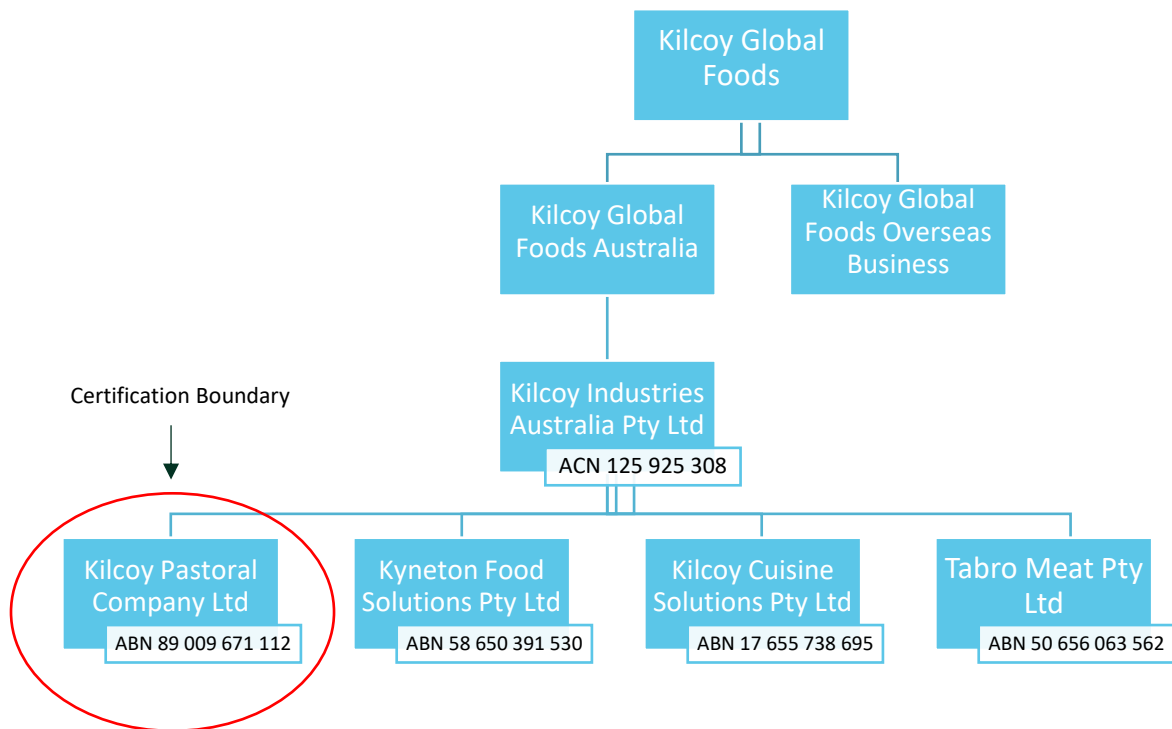 Kilcoy Global
Foods
Kilcoy Global
Foods Australia
Kilcoy Global
Foods Overseas
Business
Kilcoy Industries
Australia Pty Ltd
ACN 125 925 308
Certification Boundary
Kilcoy Pastoral
Company Ltd
ABN 89 009 671 112
Kyneton Food
Solutions Pty Ltd
ABN 58 650 391 530
Kilcoy Cuisine
Solutions Pty Ltd
ABN 17 655 738 695
Tabro Meat Pty
Ltd
ABN 50 656 063 562